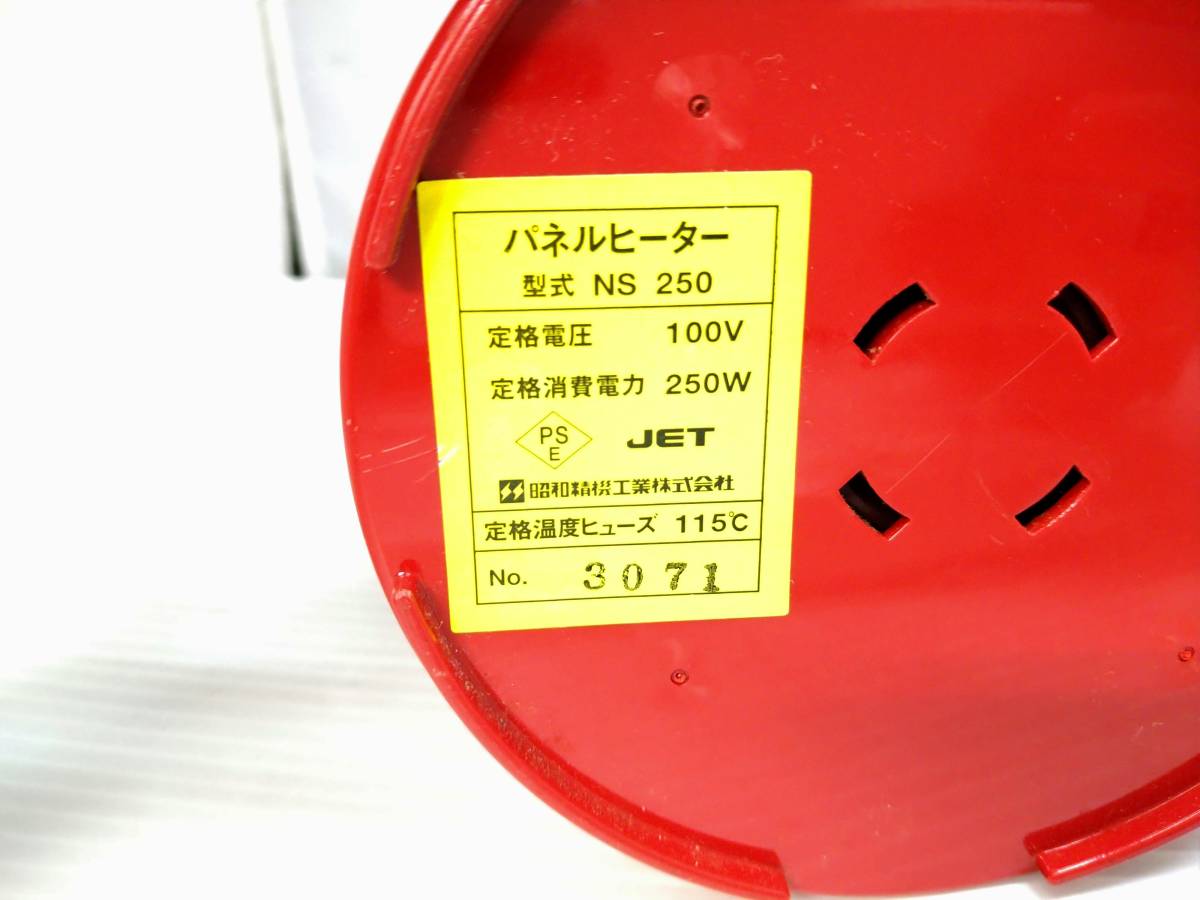 パネルヒーター
型式 NS 250
定格電圧 100V
定格消費電力 250W
PS
E
JET
昭和精機工業株式会社
定格温度ヒューズ 115℃
No. 3071